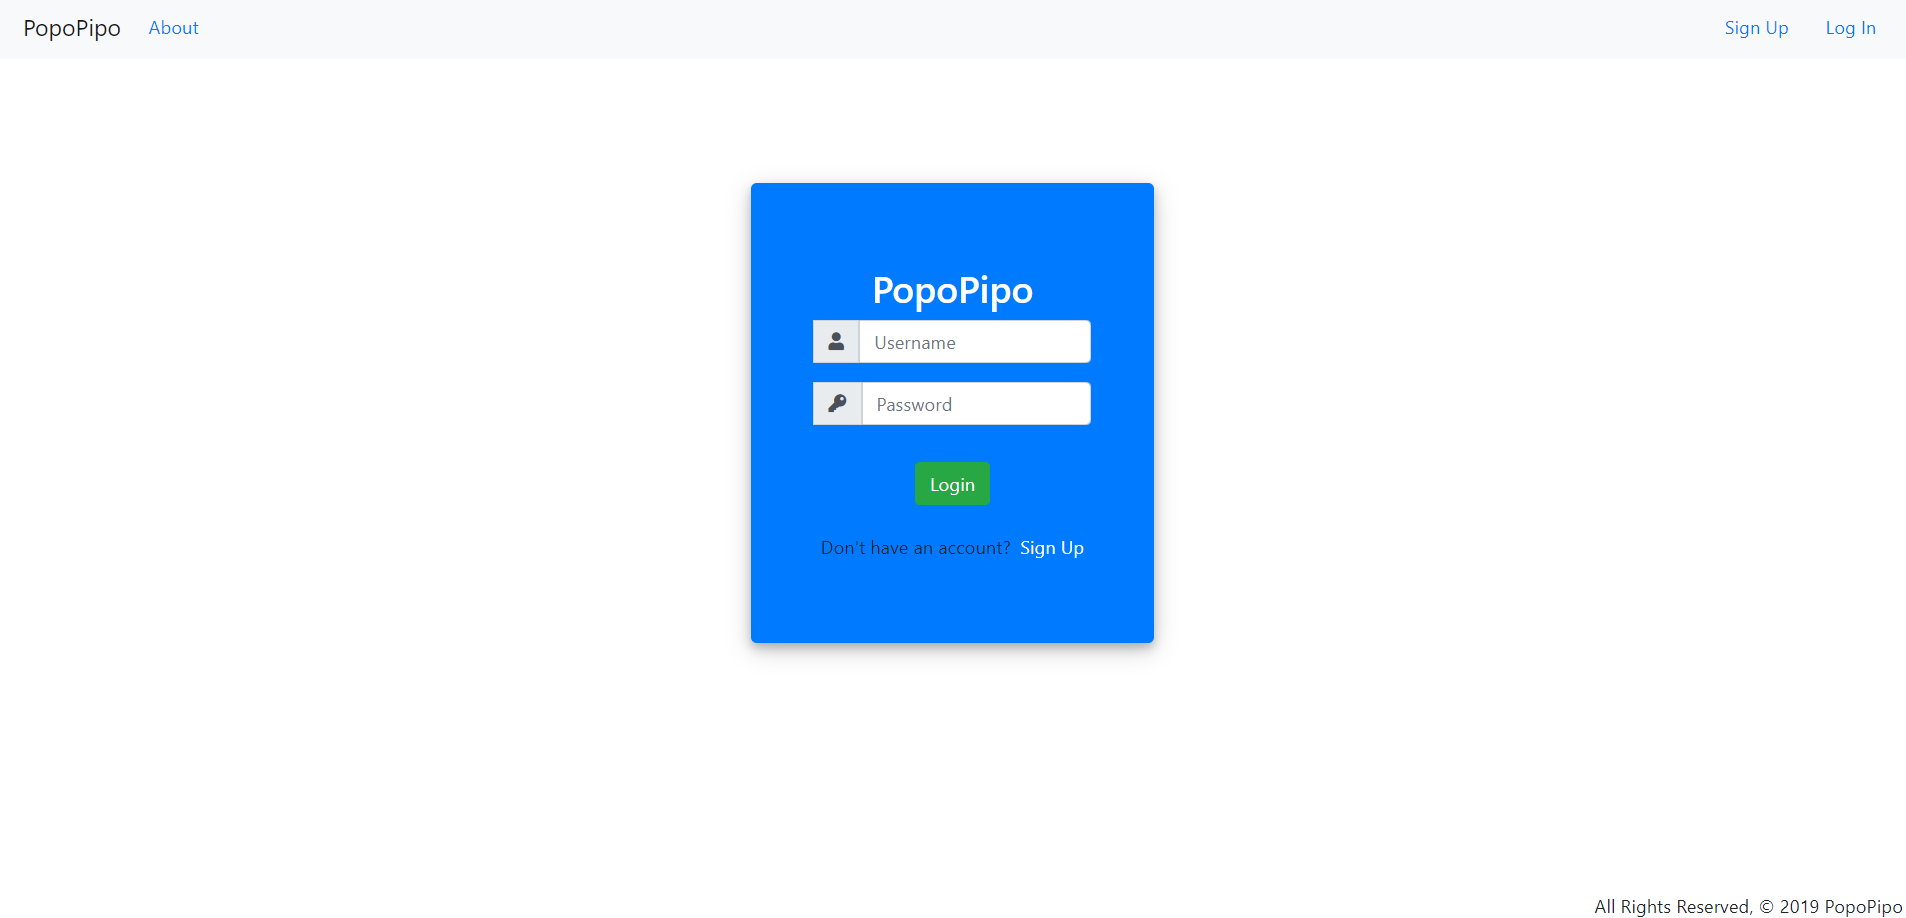 PopoPipo About Sign Up Log In
PopoPipo
Username
Password
Login
Don't have an account? Sign Up
All Rights Reserved, © 2019 PopoPipo